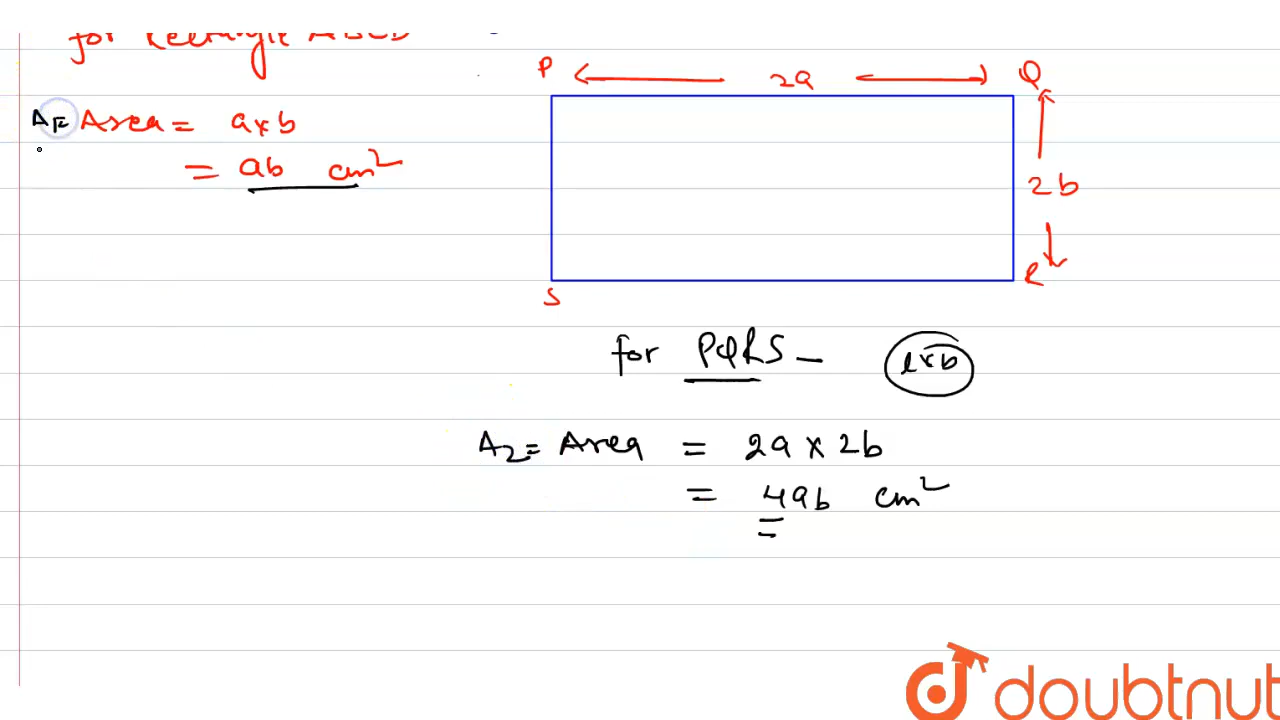 for Rectangle ABCD
A1= Area = a×b
= ab cm²
P 2a Q
2b
S R
for PQRS – l×b
A2= Area = 2a × 2b
= 4ab cm²
doubtnut